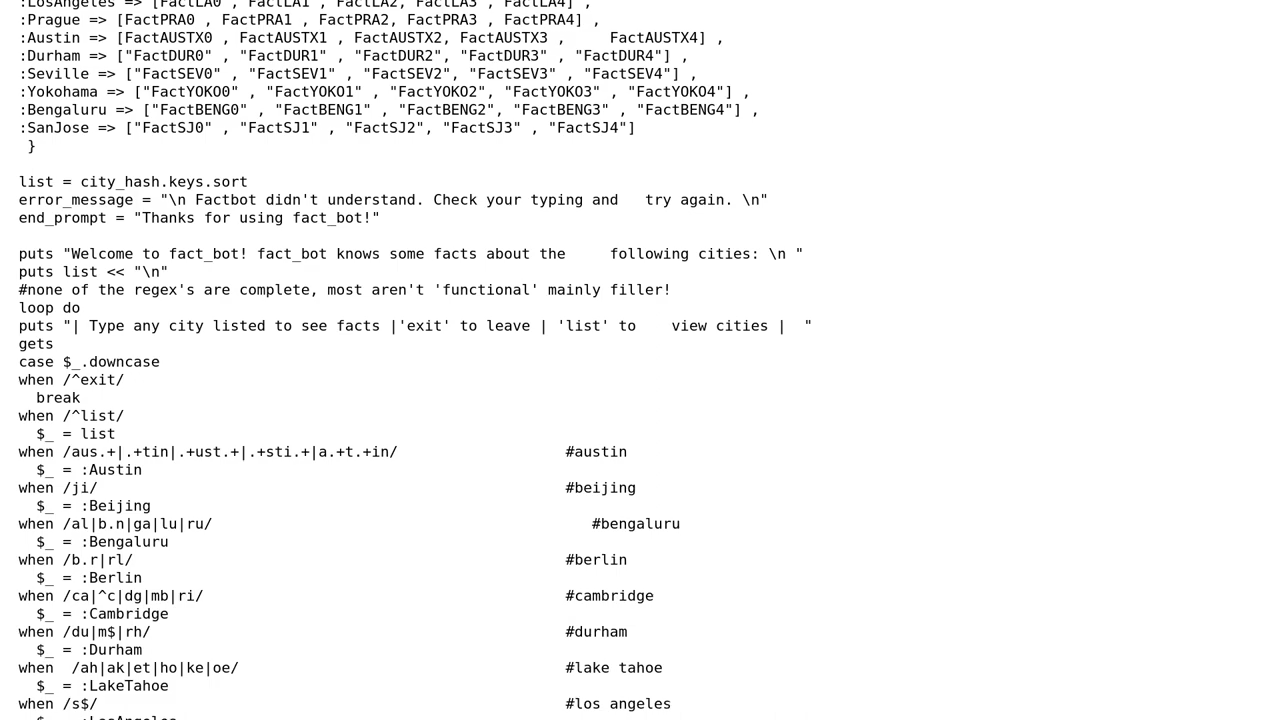 :LosAngeles => [FactLA0 , FactLA1 , FactLA2, FactLA3 , FactLA4] ,
:Prague => [FactPRA0 , FactPRA1 , FactPRA2, FactPRA3 , FactPRA4] ,
:Austin => [FactAUSTX0 , FactAUSTX1 , FactAUSTX2, FactAUSTX3 ,     FactAUSTX4] ,
:Durham => ["FactDUR0" , "FactDUR1" , "FactDUR2", "FactDUR3" , "FactDUR4"] ,
:Seville => ["FactSEV0" , "FactSEV1" , "FactSEV2", "FactSEV3" , "FactSEV4"] ,
:Yokohama => ["FactYOKO0" , "FactYOKO1" , "FactYOKO2", "FactYOKO3" , "FactYOKO4"] ,
:Bengaluru => ["FactBENG0" , "FactBENG1" , "FactBENG2", "FactBENG3" , "FactBENG4"] ,
:SanJose => ["FactSJ0" , "FactSJ1" , "FactSJ2", "FactSJ3" , "FactSJ4"]
 }
list = city_hash.keys.sort
error_message = "\n Factbot didn't understand. Check your typing and   try again. \n"
end_prompt = "Thanks for using fact_bot!"
puts "Welcome to fact_bot! fact_bot knows some facts about the     following cities: \n "
puts list << "\n"
#none of the regex's are complete, most aren't 'functional' mainly filler!
loop do
puts "| Type any city listed to see facts |'exit' to leave | 'list' to    view cities |  "
gets
case $_.downcase
when /^exit/
  break
when /^list/
  $_ = list
when /aus.+|.+tin|.+ust.+|.+sti.+|a.+t.+in/                   #austin
  $_ = :Austin
when /ji/                                                     #beijing
  $_ = :Beijing
when /al|b.n|ga|lu|ru/                                           #bengaluru
  $_ = :Bengaluru
when /b.r|rl/                                                 #berlin
  $_ = :Berlin
when /ca|^c|dg|mb|ri/                                         #cambridge
  $_ = :Cambridge
when /du|m$|rh/                                               #durham
  $_ = :Durham
when  /ah|ak|et|ho|ke|oe/                                     #lake tahoe
  $_ = :LakeTahoe
when /s$/                                                     #los angeles
  $_ = :LosAngeles